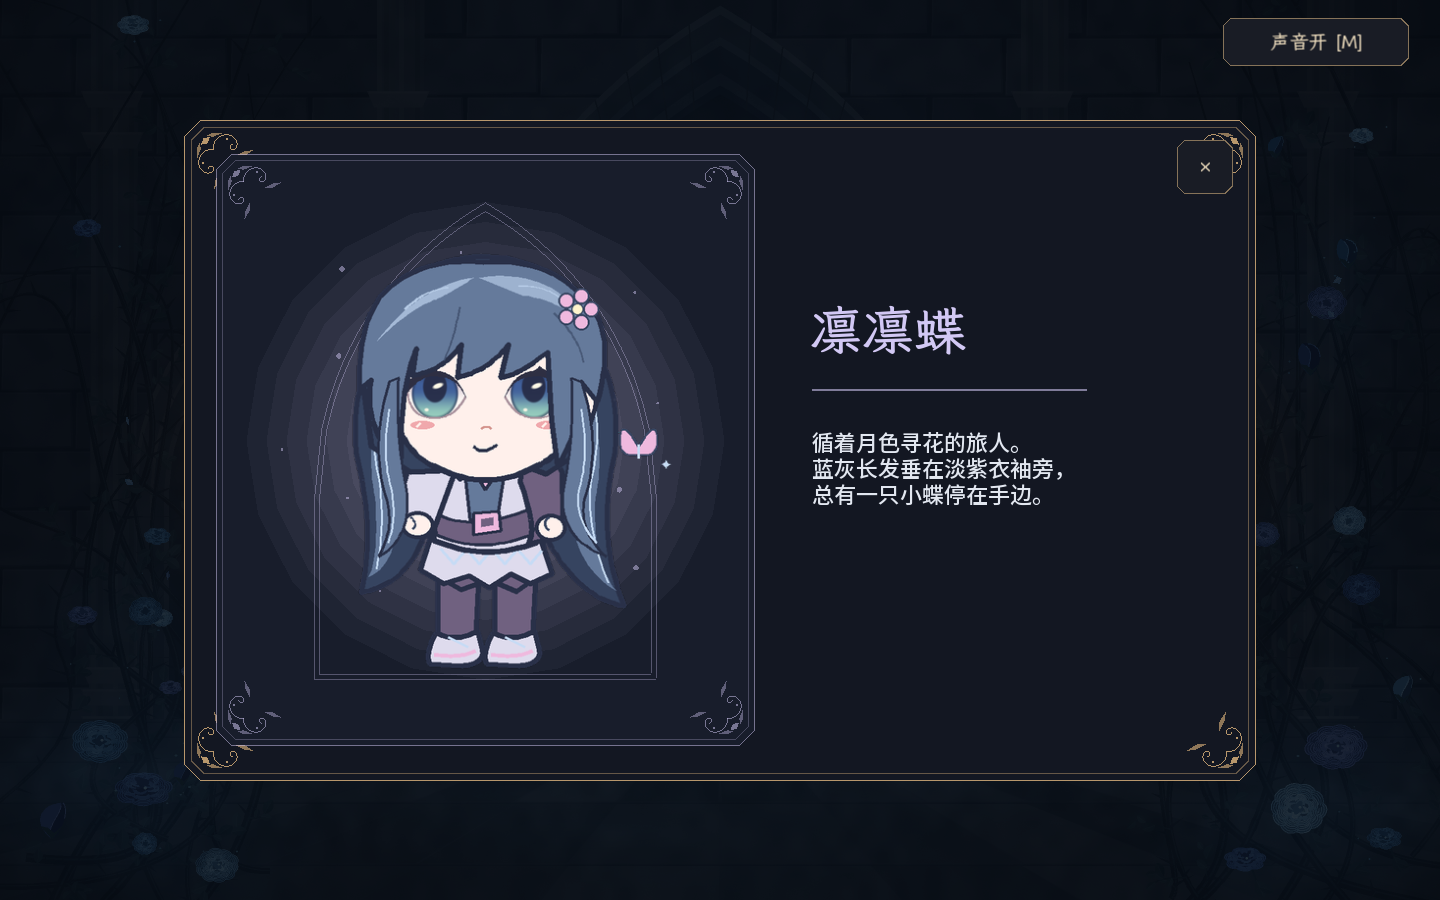 声音开 [M]
×
凛凛蝶
循着月色寻花的旅人。
蓝灰长发垂在淡紫衣袖旁，
总有一只小蝶停在手边。